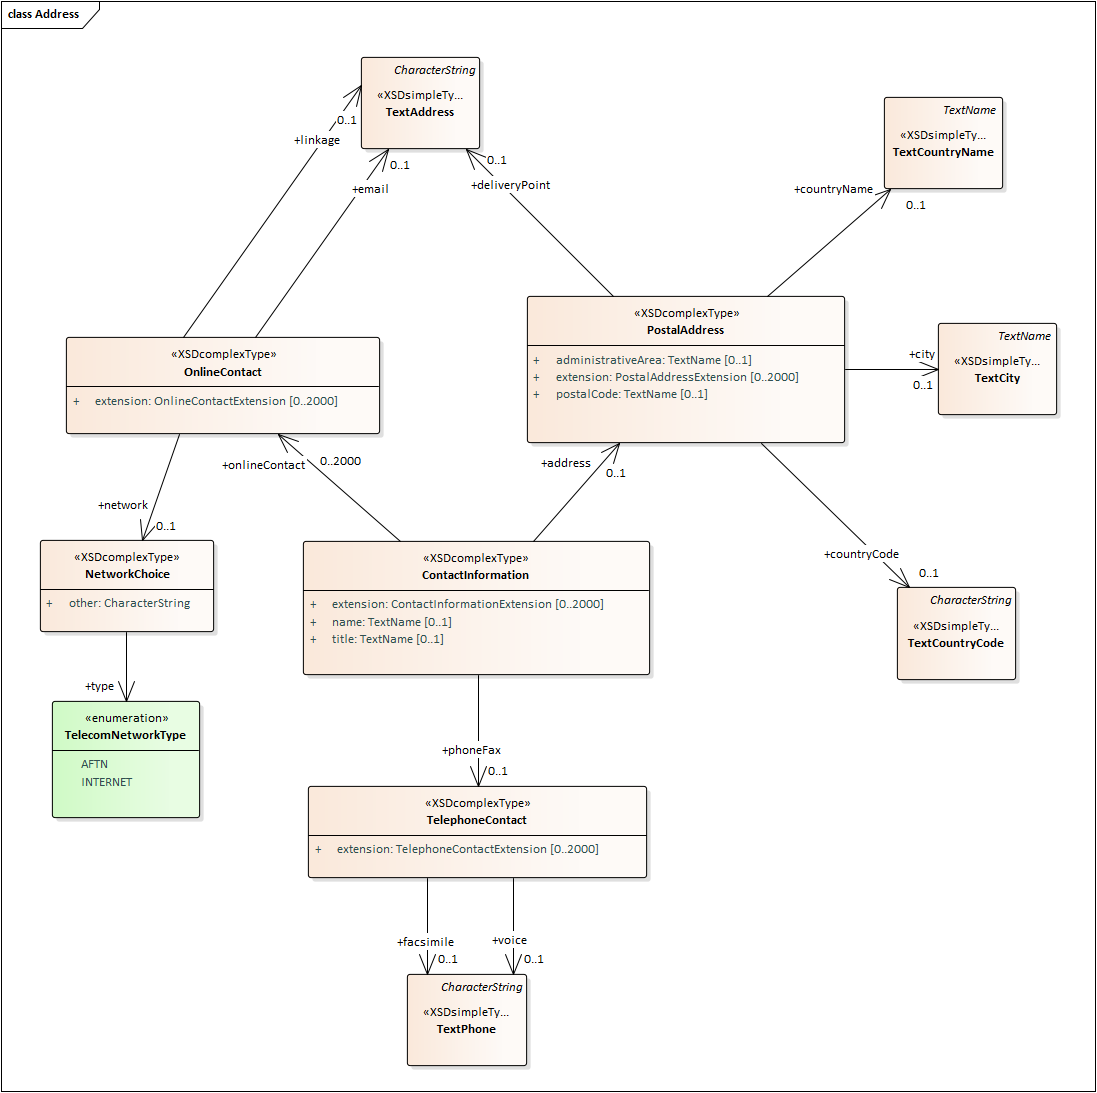 class Address
CharacterString
«XSDsimpleTy...
TextAddress
0..1
+linkage
0..1
+email
0..1
+deliveryPoint
TextName
«XSDsimpleTy...
TextCountryName
+countryName
0..1
«XSDcomplexType»
PostalAddress
+ administrativeArea: TextName [0..1]
+ extension: PostalAddressExtension [0..2000]
+ postalCode: TextName [0..1]
TextName
«XSDsimpleTy...
TextCity
+city
0..1
«XSDcomplexType»
OnlineContact
+ extension: OnlineContactExtension [0..2000]
+onlineContact
0..2000
+address
0..1
+network
0..1
+countryCode
0..1
«XSDcomplexType»
NetworkChoice
+ other: CharacterString
«XSDcomplexType»
ContactInformation
+ extension: ContactInformationExtension [0..2000]
+ name: TextName [0..1]
+ title: TextName [0..1]
CharacterString
«XSDsimpleTy...
TextCountryCode
+type
«enumeration»
TelecomNetworkType
AFTN
INTERNET
+phoneFax
0..1
«XSDcomplexType»
TelephoneContact
+ extension: TelephoneContactExtension [0..2000]
+facsimile
0..1
+voice
0..1
CharacterString
«XSDsimpleTy...
TextPhone